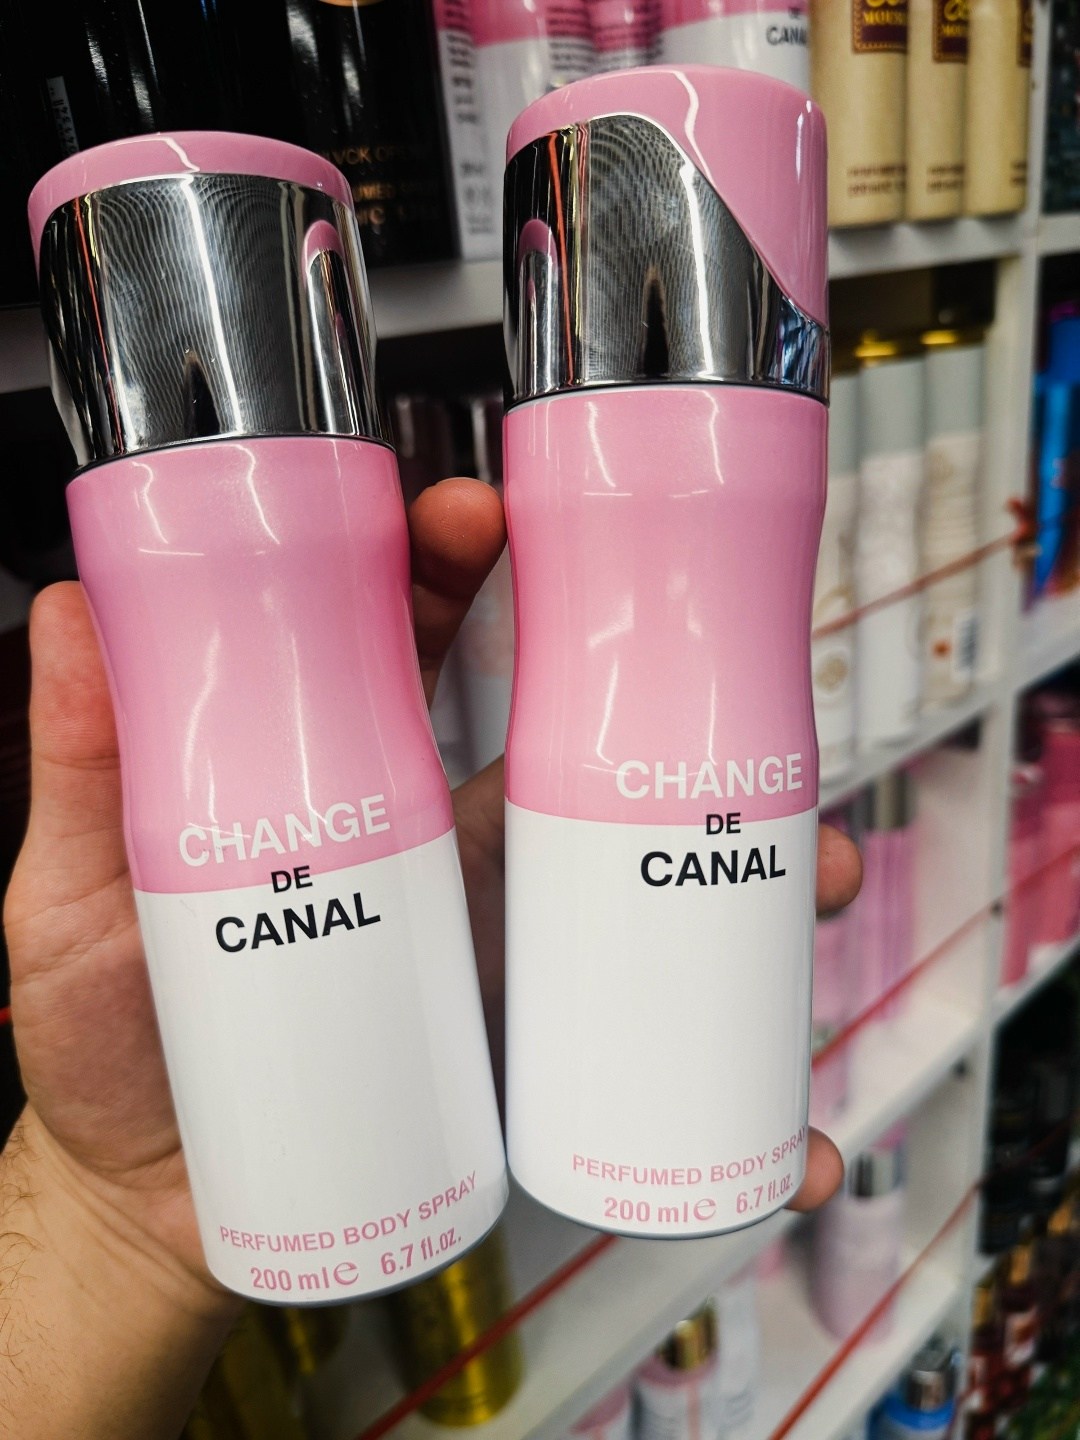 CHANGE
DE
CANAL
PERFUMED BODY SPRAY
200 ml e 6.7 fl.oz.
CHANGE
DE
CANAL
PERFUMED BODY SPRAY
200 ml e 6.7 fl.oz.